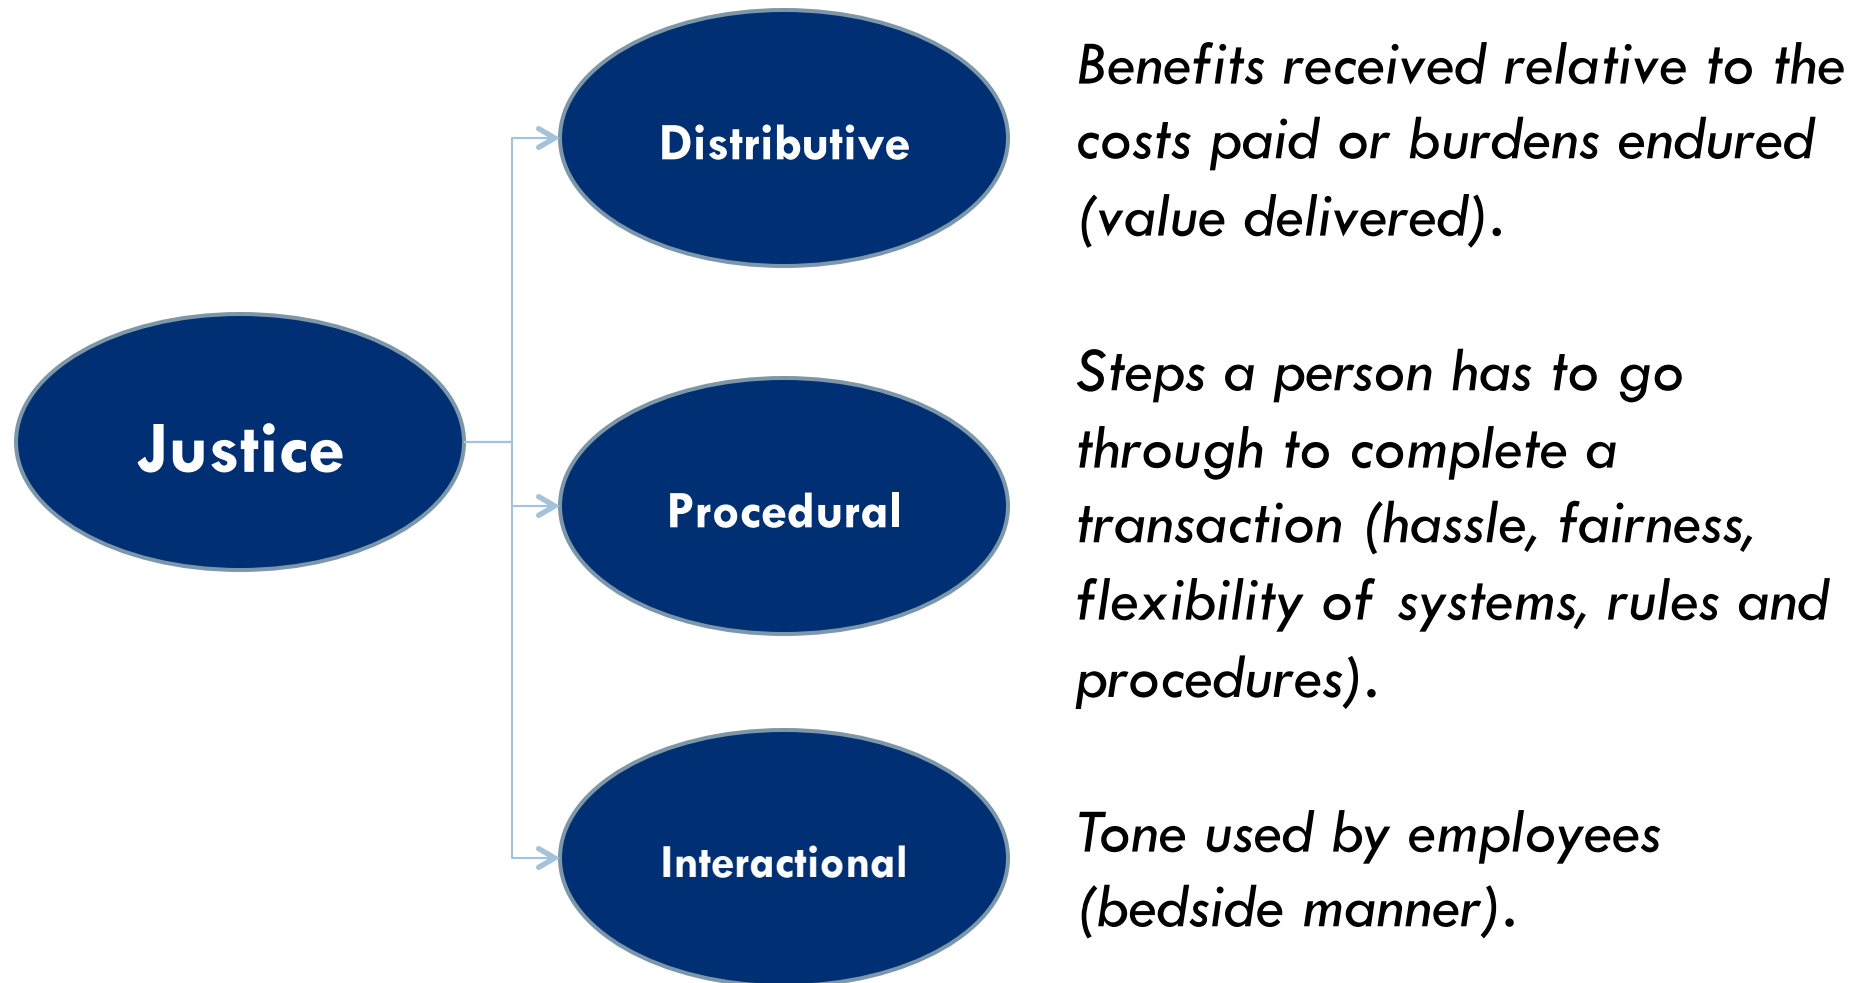 Distributive
Benefits received relative to the
costs paid or burdens endured
(value delivered).
Justice
Procedural
Steps a person has to go
through to complete a
transaction (hassle, fairness,
flexibility of systems, rules and
procedures).
Interactional
Tone used by employees
(bedside manner).